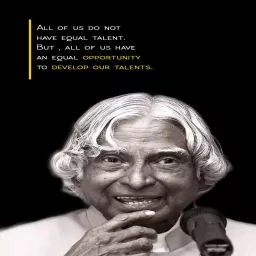 All of us do not
have equal talent.
But , all of us have
an equal opportunity
to develop our talents.